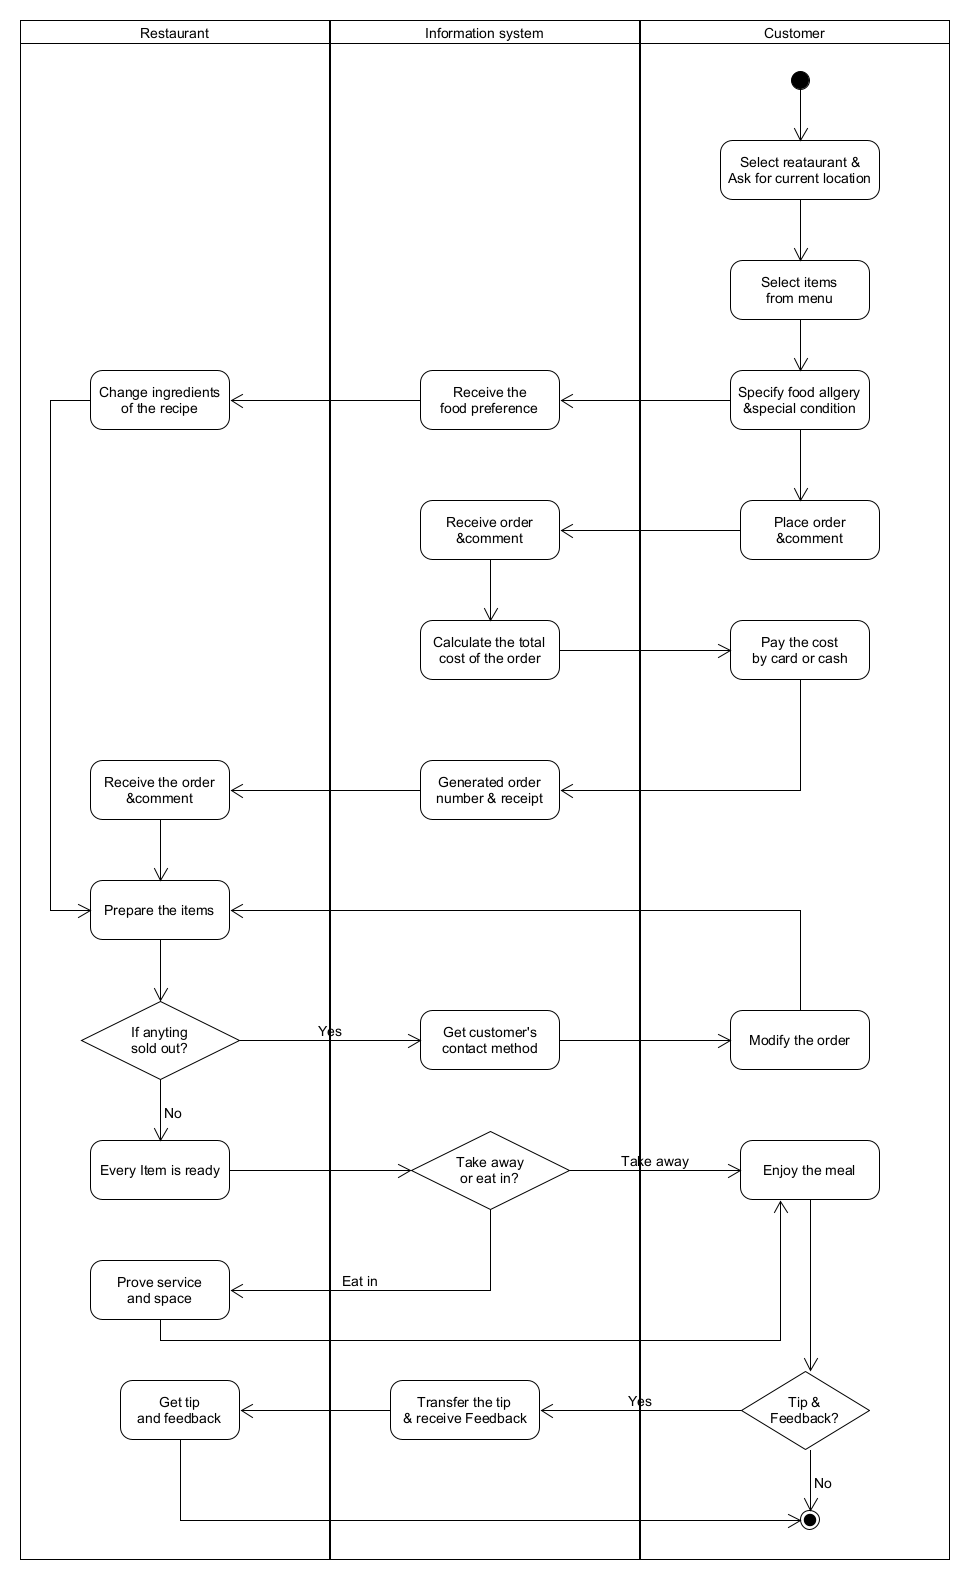 Restaurant
Information system
Customer
Select reataurant &
Ask for current location
Select items
from menu
Change ingredients
of the recipe
Receive the
food preference
Specify food allgery
&special condition
Receive order
&comment
Place order
&comment
Calculate the total
cost of the order
Pay the cost
by card or cash
Receive the order
&comment
Generated order
number & receipt
Prepare the items
If anyting
sold out?
Yes
Get customer's
contact method
Modify the order
No
Every Item is ready
Take away
or eat in?
Take away
Enjoy the meal
Prove service
and space
Eat in
Get tip
and feedback
Transfer the tip
& receive Feedback
Yes
Tip &
Feedback?
No